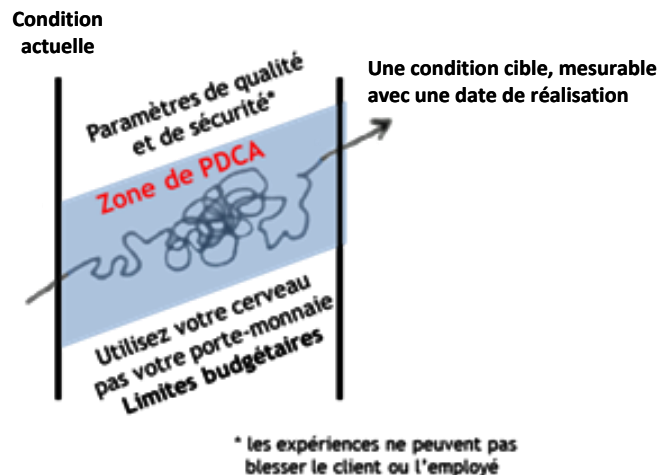 Condition
actuelle
Une condition cible, mesurable
avec une date de réalisation
Paramètres de qualité
et de sécurité*
Zone de PDCA
Utilisez votre cerveau
pas votre porte-monnaie
Limites budgétaires
* les expériences ne peuvent pas
blesser le client ou l'employé